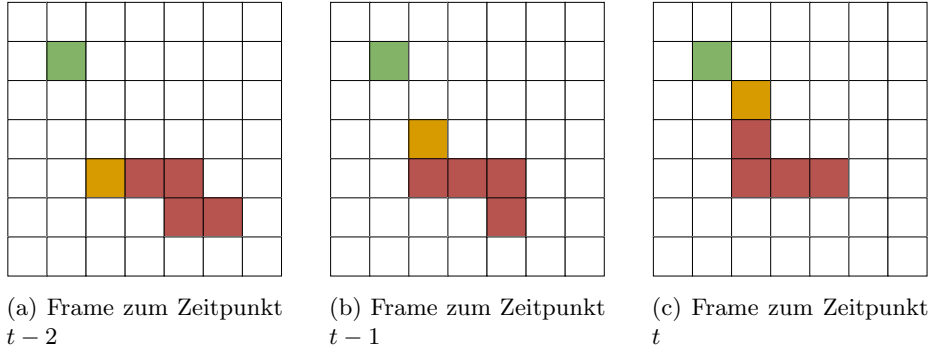 (a) Frame zum Zeitpunkt
t − 2
(b) Frame zum Zeitpunkt
t − 1
(c) Frame zum Zeitpunkt
t